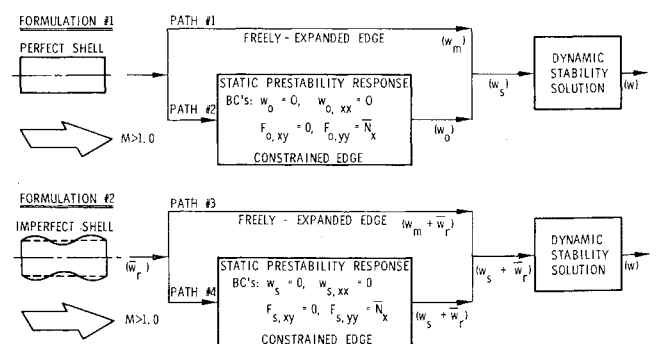 FORMULATION #1
PATH #1
FREELY - EXPANDED EDGE (w_m)
PERFECT SHELL
STATIC PRESTABILITY RESPONSE
BC's: w_o = 0, w_o, xx = 0
F_o, xy = 0, F_o, yy = N̅_x
CONSTRAINED EDGE
PATH #2
(w_o)
(w_s)
DYNAMIC
STABILITY
SOLUTION
(w)
M>1.0
FORMULATION #2
PATH #3
FREELY - EXPANDED EDGE (w_m + w̅_r)
IMPERFECT SHELL
(w̅_r)
STATIC PRESTABILITY RESPONSE
BC's: w_s = 0, w_s, xx = 0
F_s, xy = 0, F_s, yy = N̅_x
CONSTRAINED EDGE
PATH #4
(w_s + w̅_r)
(w_s + w̅_r)
DYNAMIC
STABILITY
SOLUTION
(w)
M>1.0